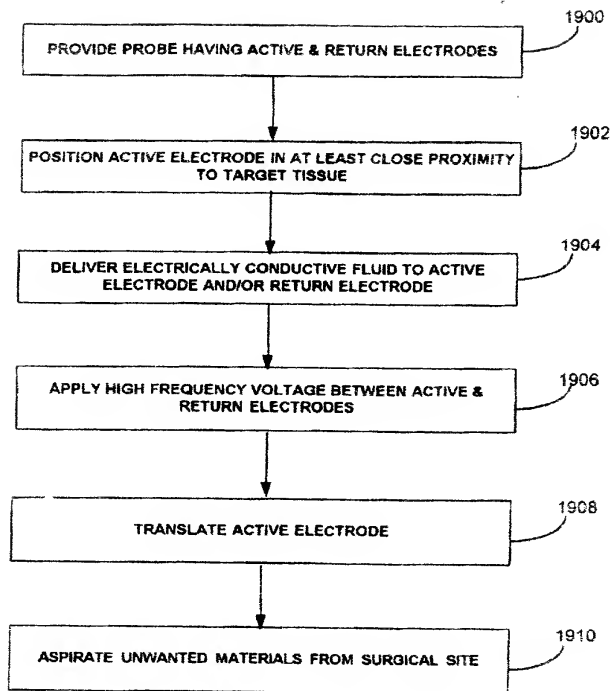 1900
PROVIDE PROBE HAVING ACTIVE & RETURN ELECTRODES
1902
POSITION ACTIVE ELECTRODE IN AT LEAST CLOSE PROXIMITY
TO TARGET TISSUE
1904
DELIVER ELECTRICALLY CONDUCTIVE FLUID TO ACTIVE
ELECTRODE AND/OR RETURN ELECTRODE
1906
APPLY HIGH FREQUENCY VOLTAGE BETWEEN ACTIVE &
RETURN ELECTRODES
1908
TRANSLATE ACTIVE ELECTRODE
1910
ASPIRATE UNWANTED MATERIALS FROM SURGICAL SITE